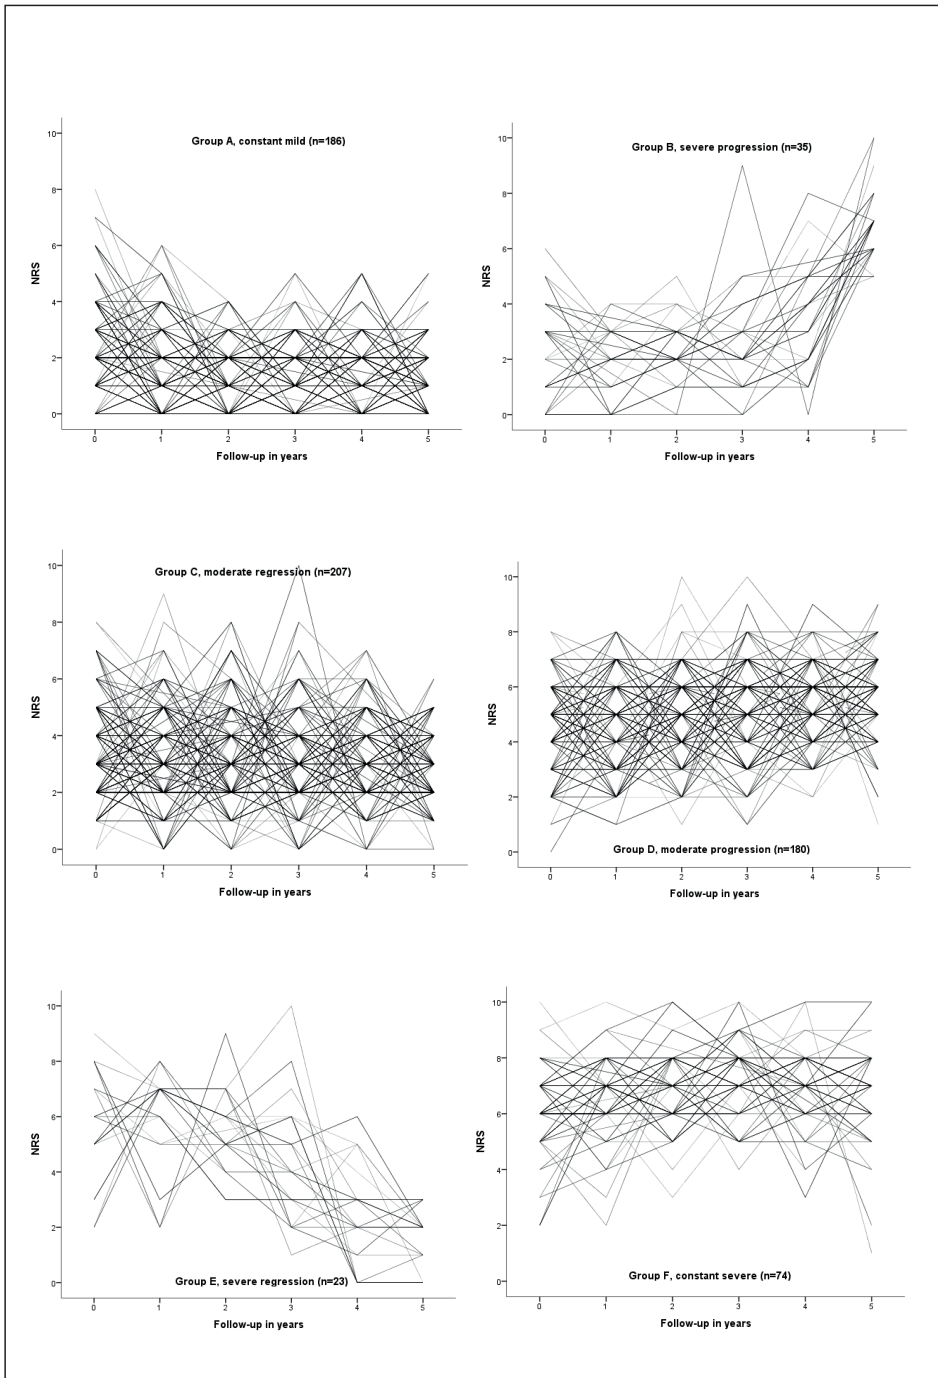 Group A, constant mild (n=186)
NRS
10
8
6
4
2
0
0 1 2 3 4 5
Follow-up in years
Group B, severe progression (n=35)
NRS
10
8
6
4
2
0
0 1 2 3 4 5
Follow-up in years
Group C, moderate regression (n=207)
NRS
10
8
6
4
2
0
0 1 2 3 4 5
Follow-up in years
NRS
10
8
6
4
2
0
Group D, moderate progression (n=180)
0 1 2 3 4 5
Follow-up in years
NRS
10
8
6
4
2
0
Group E, severe regression (n=23)
0 1 2 3 4 5
Follow-up in years
NRS
10
8
6
4
2
0
Group F, constant severe (n=74)
0 1 2 3 4 5
Follow-up in years